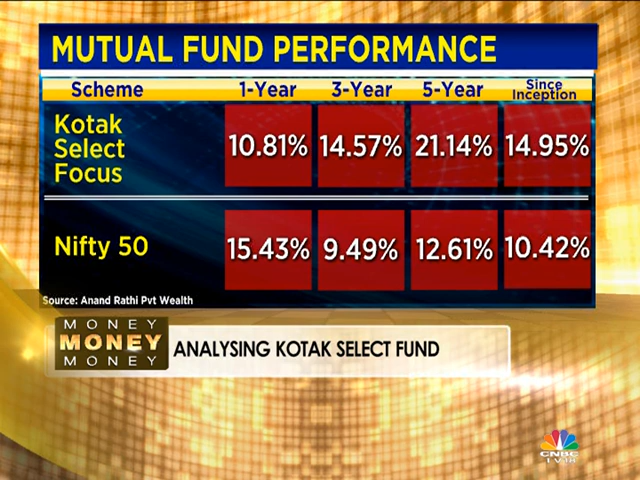 MUTUAL FUND PERFORMANCE
Scheme 1-Year 3-Year 5-Year Since Inception
Kotak Select Focus 10.81% 14.57% 21.14% 14.95%
Nifty 50 15.43% 9.49% 12.61% 10.42%
Source: Anand Rathi Pvt Wealth
MONEY
MONEY
MONEY
ANALYSING KOTAK SELECT FUND
CNBC
TV18